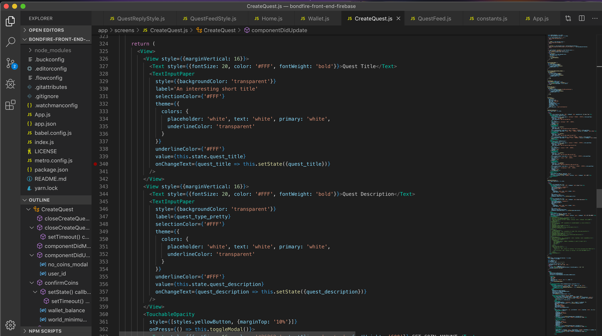 CreateQuest.js — bondfire-front-end-firebase
EXPLORER
OPEN EDITORS
BONDFIRE-FRONT-END-...
node_modules
.buckconfig
.editorconfig
.flowconfig
.gitattributes
.gitignore
.watchmanconfig
App.js
app.json
babel.config.js
index.js
LICENSE
metro.config.js
package.json
README.md
yarn.lock
OUTLINE
CreateQuest
closeCreateQue...
closeCreateQue...
setTimeout() c...
componentDidM...
componentDidU...
no_coins_modal
user_id
confirmCoins
setState() callb...
setTimeout() ...
wallet_balance
world_minimu...
NPM SCRIPTS
JS QuestReplyStyle.js
JS QuestFeedStyle.js
JS Home.js
JS Wallet.js
JS CreateQuest.js
JS QuestFeed.js
JS constants.js
JS App.js
app > screens > JS CreateQuest.js > CreateQuest > componentDidUpdate
323
324 return (
325 <View>
326 <View style={{marginVertical: 16}}>
327 <Text style={{fontSize: 20, color: '#FFF', fontWeight: "bold"}}>Quest Title</Text>
328 <TextInputPaper
329 style={{backgroundColor: 'transparent'}}
330 label='An interesting short title'
331 selectionColor={'#FFF'}
332 theme={{
333 colors: {
334 placeholder: 'white', text: 'white', primary: 'white',
335 underlineColor: 'transparent'
336 }
337 }}
338 underlineColor={'#FFF'}
339 value={this.state.quest_title}
340 onChangeText={quest_title => this.setState({quest_title})}
341 />
342 </View>
343 <View style={{marginVertical: 16}}>
344 <Text style={{fontSize: 20, color: '#FFF', fontWeight: "bold"}}>Quest Description</Text>
345 <TextInputPaper
346 style={{backgroundColor: 'transparent'}}
347 label={quest_type_pretty}
348 selectionColor={'#FFF'}
349 theme={{
350 colors: {
351 placeholder: 'white', text: 'white', primary: 'white',
352 underlineColor: 'transparent'
353 }
354 }}
355 underlineColor={'#FFF'}
356 value={this.state.quest_description}
357 onChangeText={quest_description => this.setState({quest_description})}
358 />
359 </View>
360 <TouchableOpacity
361 style={[styles.yellowButton, {marginTop: '10%'}]}
362 onPress={() => this.toggleModal()}>